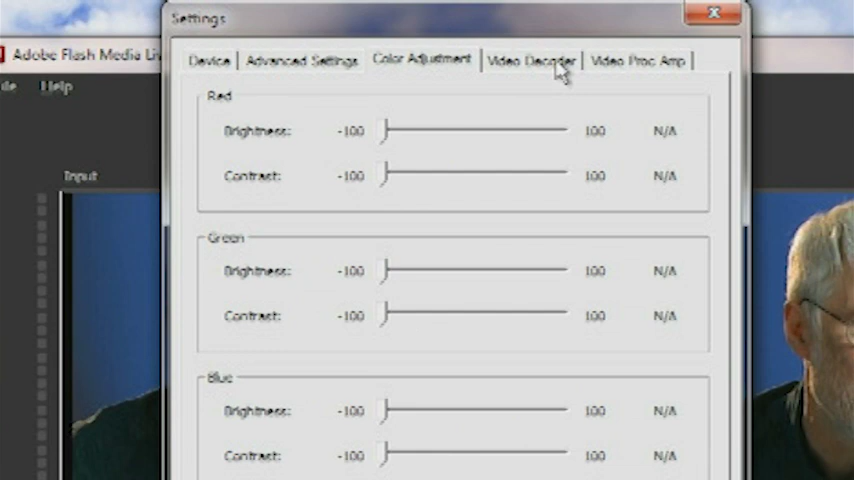 Settings
Adobe Flash Media Li
Device Advanced Settings Color Adjustment Video Decoder Video Proc Amp
Help
Red
Brightness: -100 100 N/A
Input
Contrast: -100 100 N/A
Green
Brightness: -100 100 N/A
Contrast: -100 100 N/A
Blue
Brightness: -100 100 N/A
Contrast: -100 100 N/A